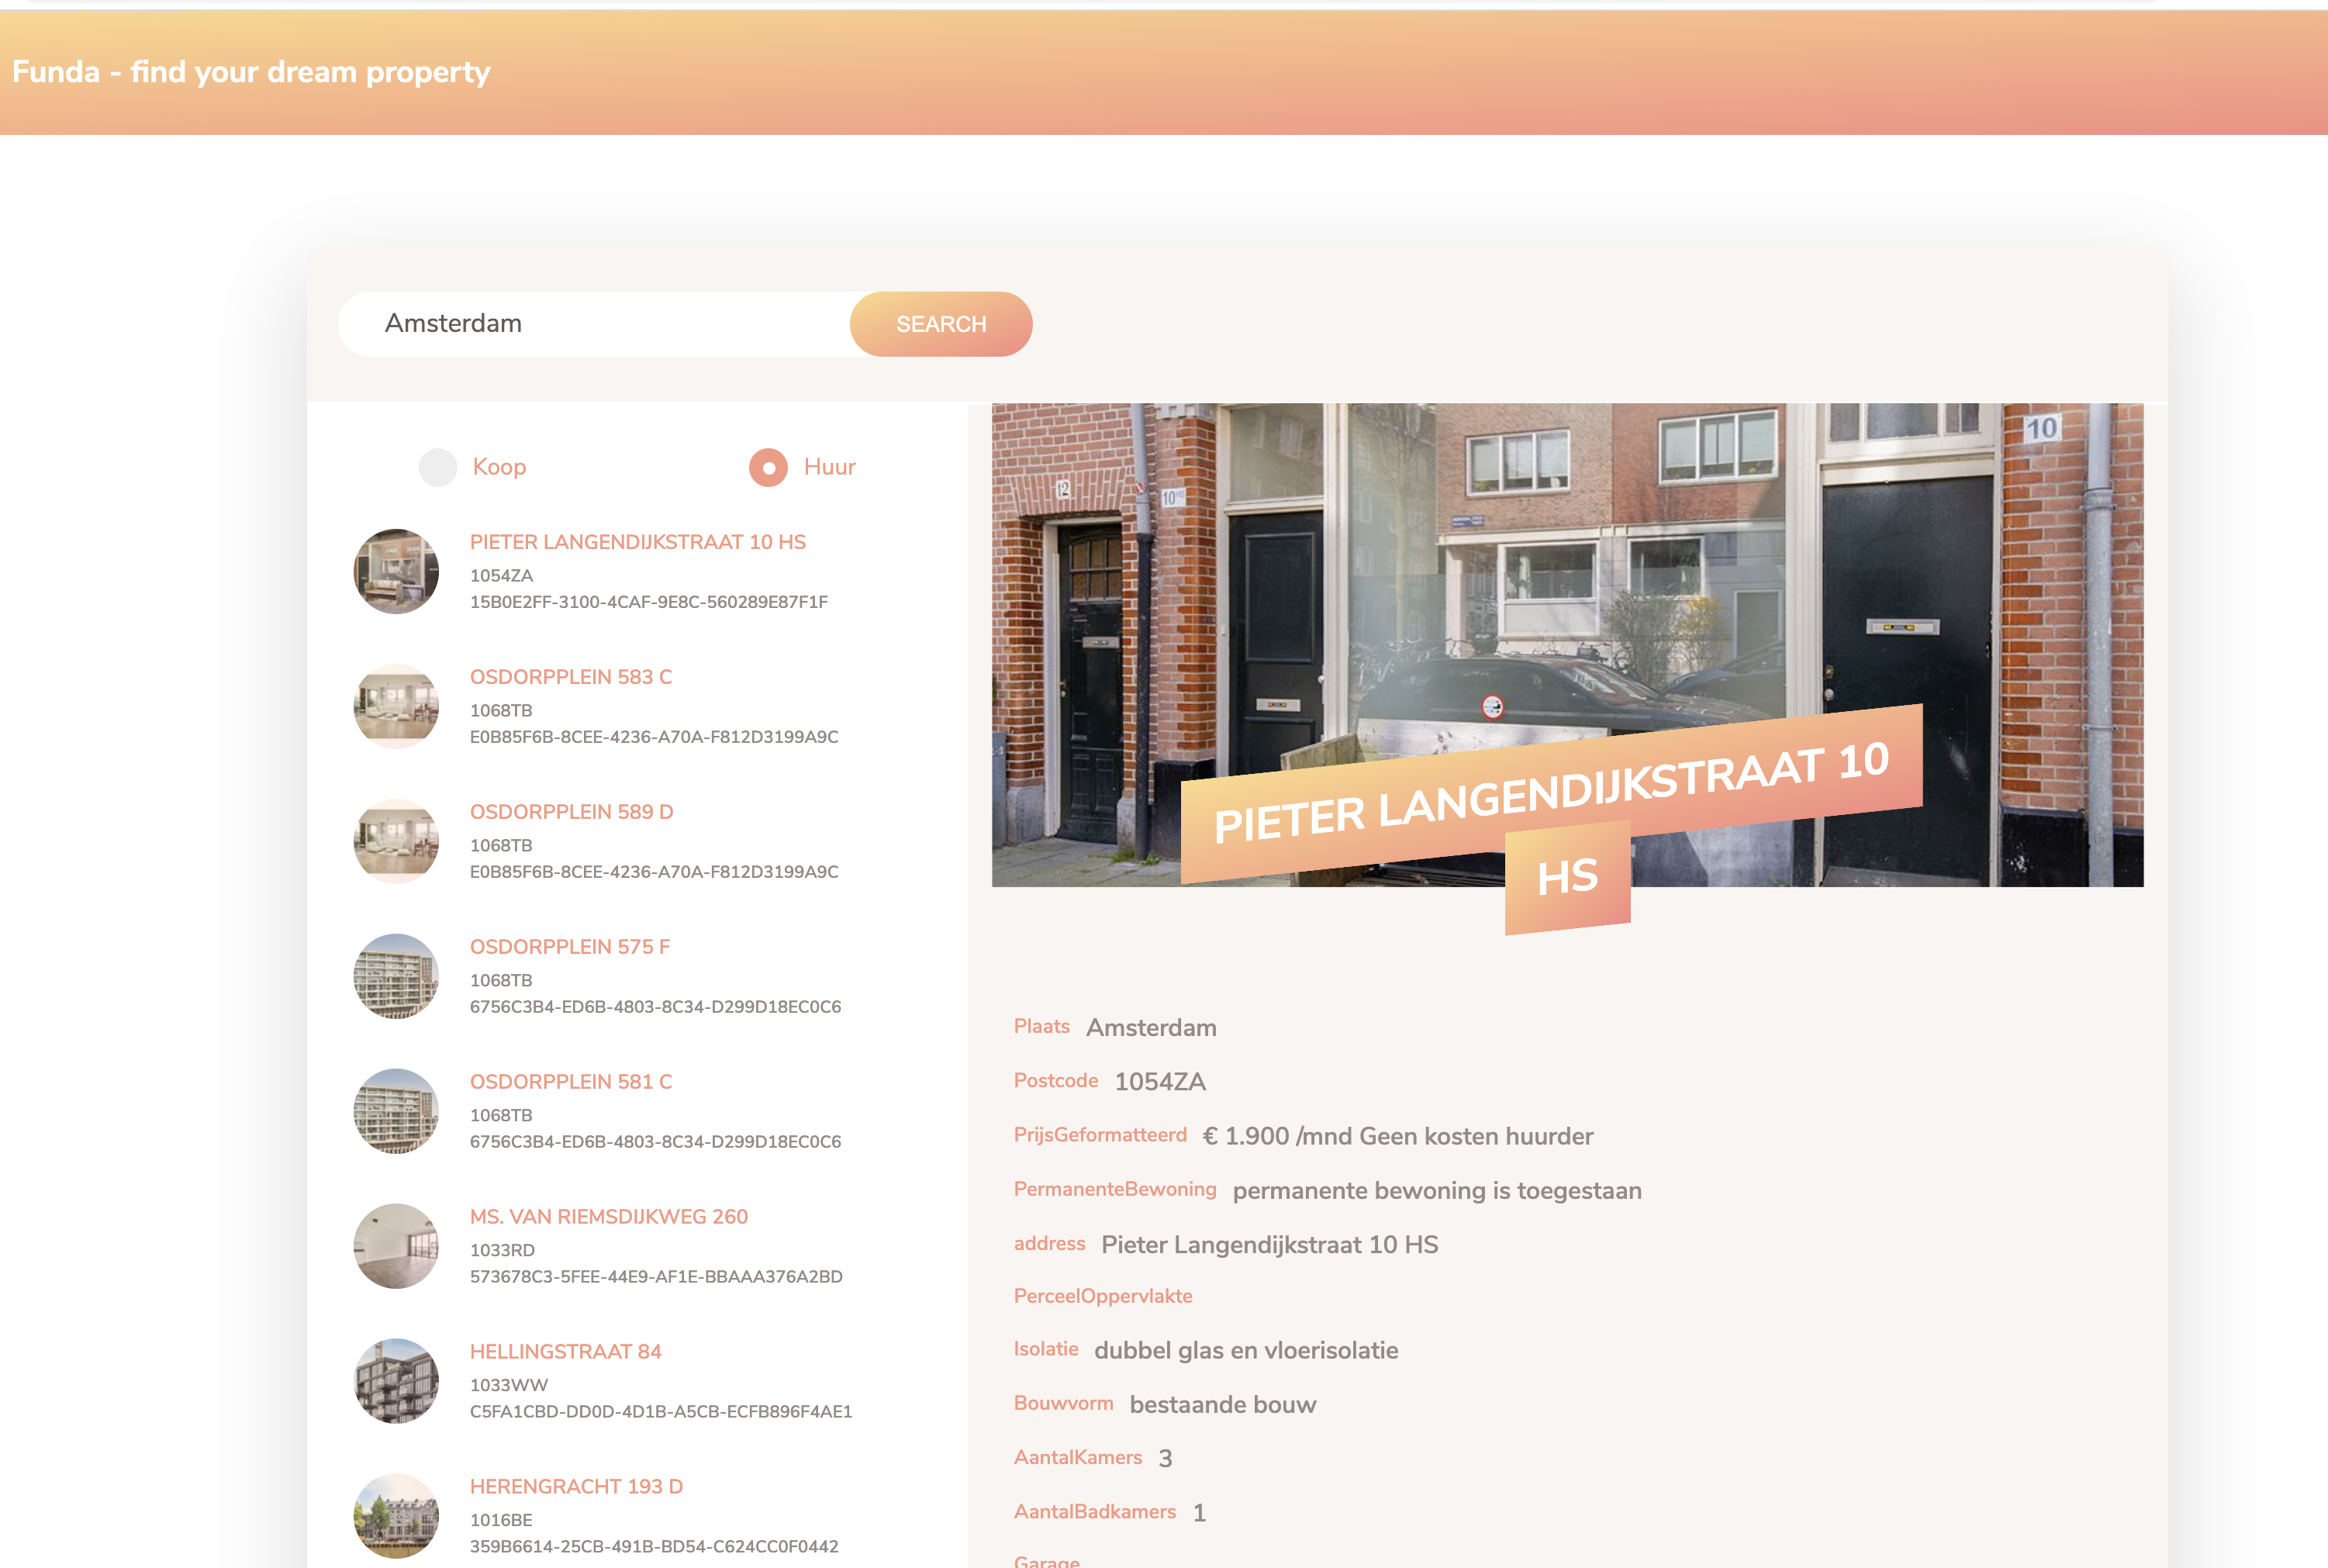 Funda - find your dream property
Amsterdam
SEARCH
Koop
Huur
PIETER LANGENDIJKSTRAAT 10 HS
1054ZA
15B0E2FF-3100-4CAF-9E8C-560289E87F1F
OSDORPPLEIN 583 C
1068TB
E0B85F6B-8CEE-4236-A70A-F812D3199A9C
OSDORPPLEIN 589 D
1068TB
E0B85F6B-8CEE-4236-A70A-F812D3199A9C
OSDORPPLEIN 575 F
1068TB
6756C3B4-ED6B-4803-8C34-D299D18EC0C6
OSDORPPLEIN 581 C
1068TB
6756C3B4-ED6B-4803-8C34-D299D18EC0C6
MS. VAN RIEMSDIJKWEG 260
1033RD
573678C3-5FEE-44E9-AF1E-BBAAA376A2BD
HELLINGSTRAAT 84
1033WW
C5FA1CBD-DD0D-4D1B-A5CB-ECFB896F4AE1
HERENGRACHT 193 D
1016BE
359B6614-25CB-491B-BD54-C624CC0F0442
12
10HS
10
PIETER LANGENDIJKSTRAAT 10
HS
Plaats Amsterdam
Postcode 1054ZA
PrijsGeformatteerd € 1.900 /mnd Geen kosten huurder
PermanenteBewoning permanente bewoning is toegestaan
address Pieter Langendijkstraat 10 HS
PerceelOppervlakte
Isolatie dubbel glas en vloerisolatie
Bouwvorm bestaande bouw
AantalKamers 3
AantalBadkamers 1
Garage